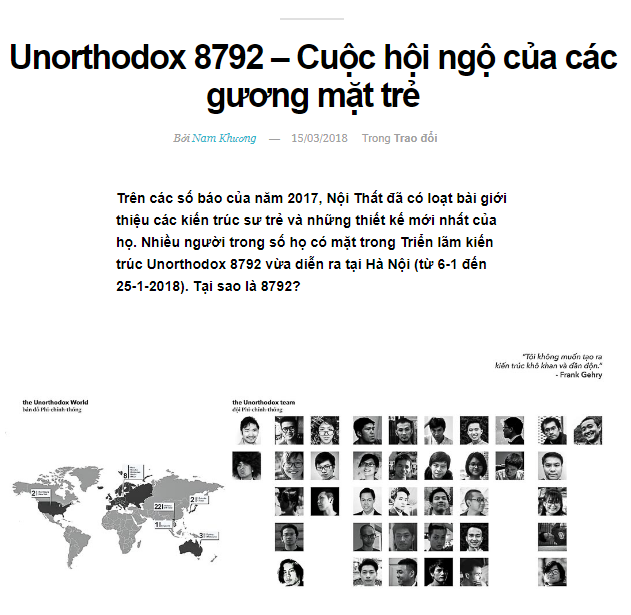 Unorthodox 8792 – Cuộc hội ngộ của các
gương mặt trẻ
Bởi Nam Khương — 15/03/2018 Trong Trao đổi
Trên các số báo của năm 2017, Nội Thất đã có loạt bài giới
thiệu các kiến trúc sư trẻ và những thiết kế mới nhất của
họ. Nhiều người trong số họ có mặt trong Triển lãm kiến
trúc Unorthodox 8792 vừa diễn ra tại Hà Nội (từ 6-1 đến
25-1-2018). Tại sao là 8792?
“Tôi không muốn tạo ra
kiến trúc khô khan và đần độn.”
- Frank Gehry
the Unorthodox World
bản đồ Phi chính thống
the Unorthodox team
đội Phi chính thống
2
8
22
2
1
3